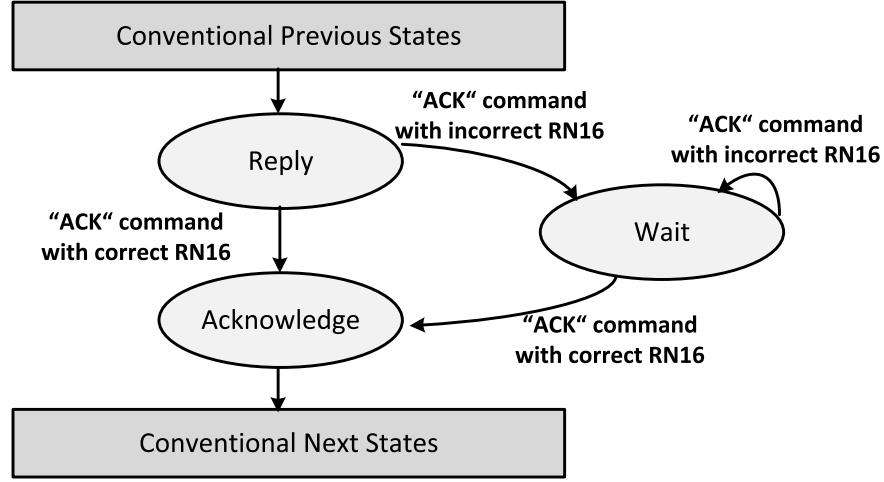 Conventional Previous States
“ACK“ command
with incorrect RN16
“ACK“ command
with incorrect RN16
Reply
“ACK“ command
with correct RN16
Wait
Acknowledge
“ACK“ command
with correct RN16
Conventional Next States